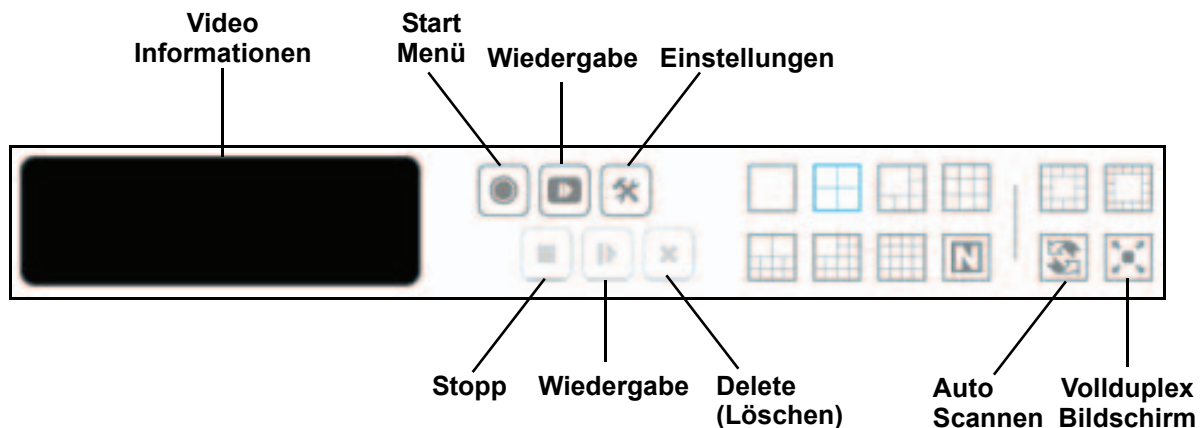 Video
Informationen
Start
Menü
Wiedergabe
Einstellungen
N
Stopp
Wiedergabe
Delete
(Löschen)
Auto
Scannen
Vollduplex
Bildschirm